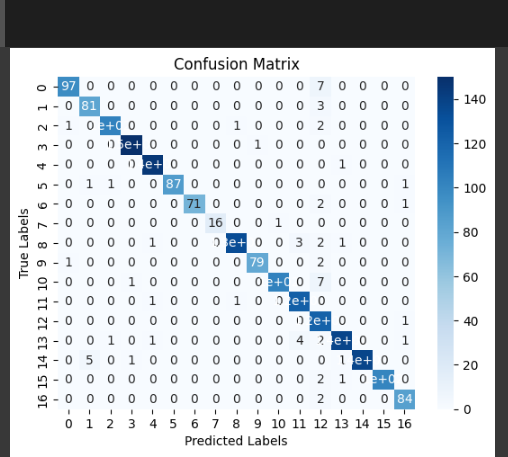 Confusion Matrix
True Labels
0 97 0 0 0 0 0 0 0 0 0 0 0 7 0 0 0 0
1 0 81 0 0 0 0 0 0 0 0 0 0 3 0 0 0 0
2 1 0 e+0 0 0 0 0 0 1 0 0 0 2 0 0 0 0
3 0 0 0 e+ 0 0 0 0 0 1 0 0 0 0 0 0 0
4 0 0 0 0 e+ 0 0 0 0 0 0 0 0 1 0 0 0
5 0 1 1 0 0 87 0 0 0 0 0 0 0 0 0 0 1
6 0 0 0 0 0 0 71 0 0 0 0 0 2 0 0 0 1
7 0 0 0 0 0 0 0 16 0 0 1 0 0 0 0 0 0
8 0 0 0 0 1 0 0 0 e+ 0 0 3 2 1 0 0 0
9 1 0 0 0 0 0 0 0 0 79 0 0 2 0 0 0 0
10 0 0 0 1 0 0 0 0 0 0 e+0 0 7 0 0 0 0
11 0 0 0 0 1 0 0 0 1 0 0 2e+ 0 0 0 0 0
12 0 0 0 0 0 0 0 0 0 0 0 0 2e+ 0 0 0 1
13 0 0 1 0 1 0 0 0 0 0 0 4 2 e+ 0 0 1
14 0 5 0 1 0 0 0 0 0 0 0 0 0 1 e+ 0 0
15 0 0 0 0 0 0 0 0 0 0 0 0 2 1 0 e+0 0
16 0 0 0 0 0 0 0 0 0 0 0 0 2 0 0 0 84
0 1 2 3 4 5 6 7 8 9 10 11 12 13 14 15 16
Predicted Labels
140
120
100
80
60
40
20
0